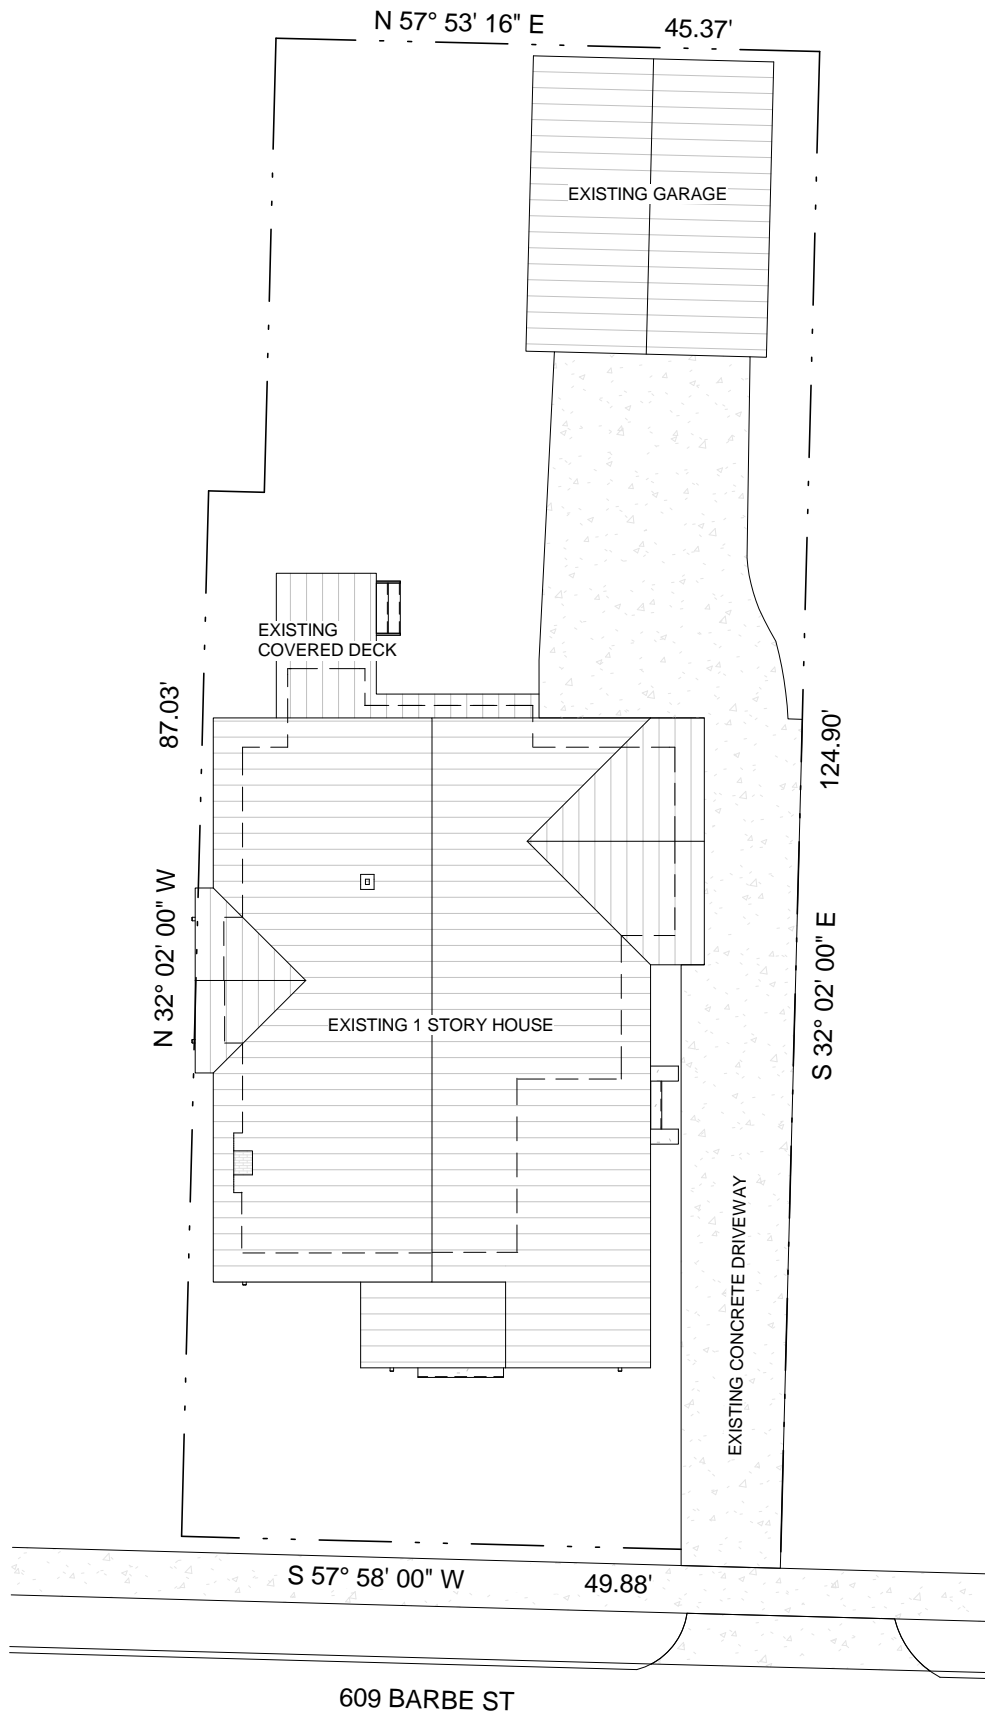 N 57° 53' 16" E 45.37'
EXISTING GARAGE
EXISTING
COVERED DECK
87.03'
124.90'
N 32° 02' 00" W
S 32° 02' 00" E
EXISTING 1 STORY HOUSE
EXISTING CONCRETE DRIVEWAY
S 57° 58' 00" W 49.88'
609 BARBE ST